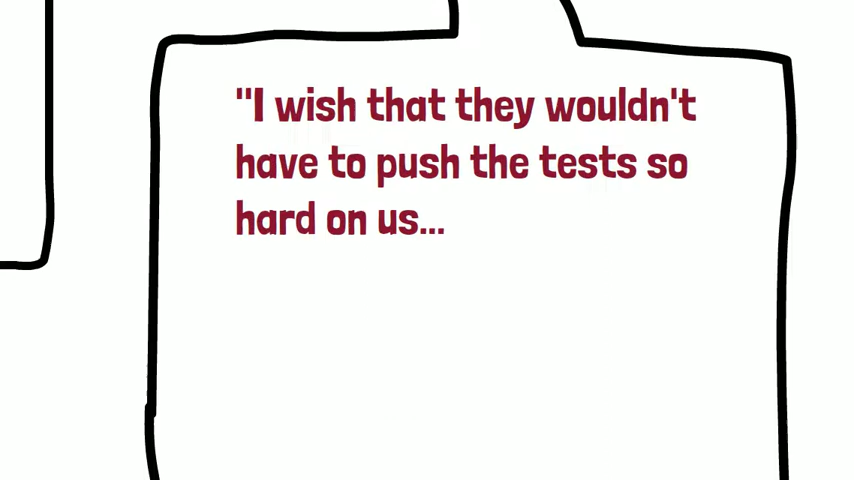 "I wish that they wouldn't
have to push the tests so
hard on us...